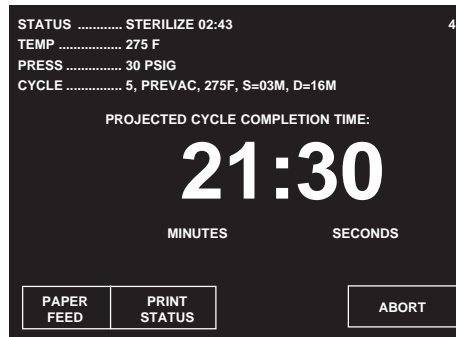 STATUS ........... STERILIZE 02:43 4
TEMP ................ 275 F
PRESS .............. 30 PSIG
CYCLE .............. 5, PREVAC, 275F, S=03M, D=16M
PROJECTED CYCLE COMPLETION TIME:
21:30
MINUTES SECONDS
PAPER FEED
PRINT STATUS
ABORT